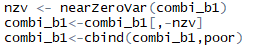 nzv <- nearZeroVar(combi_b1)
combi_b1<-combi_b1[,-nzv]
combi_b1<-cbind(combi_b1,poor)